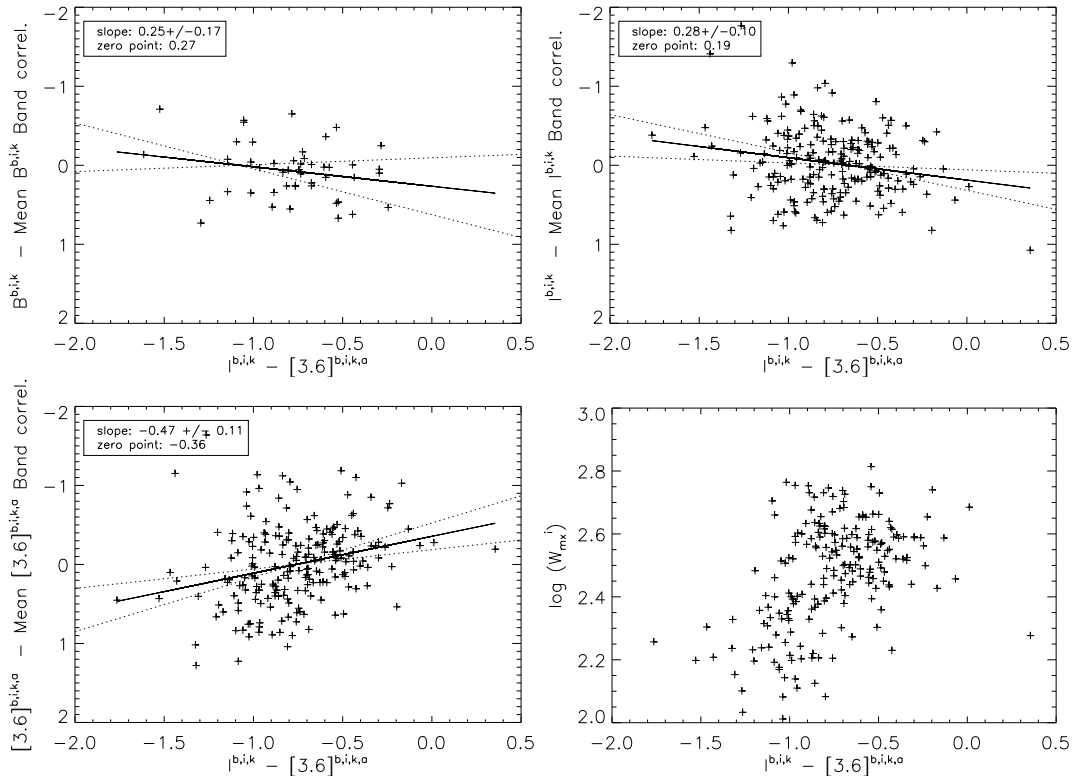 slope: 0.25+/-0.17
zero point: 0.27
B^b,i,k - Mean B^b,i,k Band correl.
-2
-1
0
1
2
-2.0 -1.5 -1.0 -0.5 0.0 0.5
I^b,i,k - [3.6]^b,i,k,a
slope: 0.28+/-0.10
zero point: 0.19
I^b,i,k - Mean I^b,i,k Band correl.
-2
-1
0
1
2
-2.0 -1.5 -1.0 -0.5 0.0 0.5
I^b,i,k - [3.6]^b,i,k,a
slope: -0.47 +/- 0.11
zero point: -0.36
[3.6]^b,i,k,a - Mean [3.6]^b,i,k,a Band correl.
-2
-1
0
1
2
-2.0 -1.5 -1.0 -0.5 0.0 0.5
I^b,i,k - [3.6]^b,i,k,a
log (W_mx^i)
3.0
2.8
2.6
2.4
2.2
2.0
-2.0 -1.5 -1.0 -0.5 0.0 0.5
I^b,i,k - [3.6]^b,i,k,a